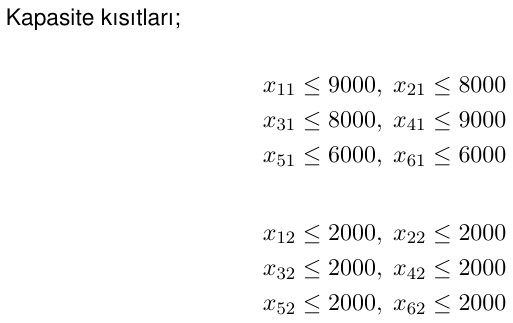 Kapasite kısıtları;
x₁₁ ≤ 9000, x₂₁ ≤ 8000
x₃₁ ≤ 8000, x₄₁ ≤ 9000
x₅₁ ≤ 6000, x₆₁ ≤ 6000
x₁₂ ≤ 2000, x₂₂ ≤ 2000
x₃₂ ≤ 2000, x₄₂ ≤ 2000
x₅₂ ≤ 2000, x₆₂ ≤ 2000